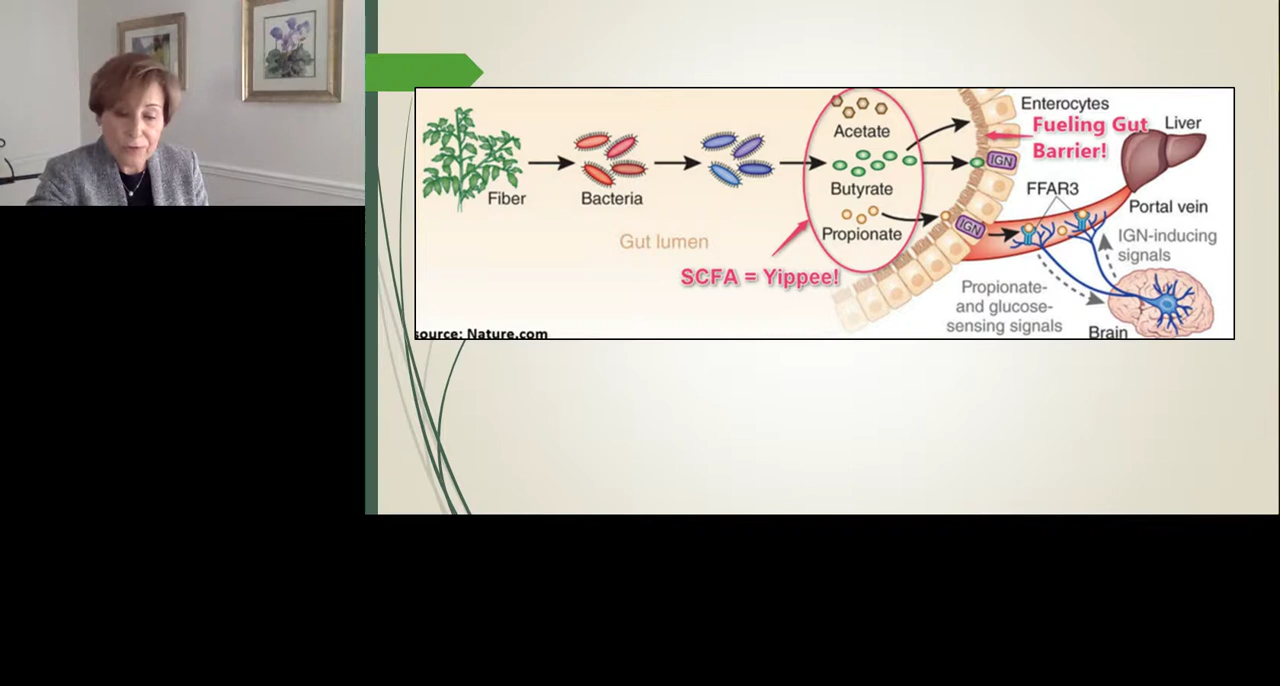 Enterocytes
Acetate
Fueling Gut
Barrier!
Liver
IGN
Fiber
Bacteria
Butyrate
FFAR3
Portal vein
Gut lumen
Propionate
IGN
IGN-inducing
signals
SCFA = Yippee!
Propionate-
and glucose-
sensing signals
Brain
source: Nature.com